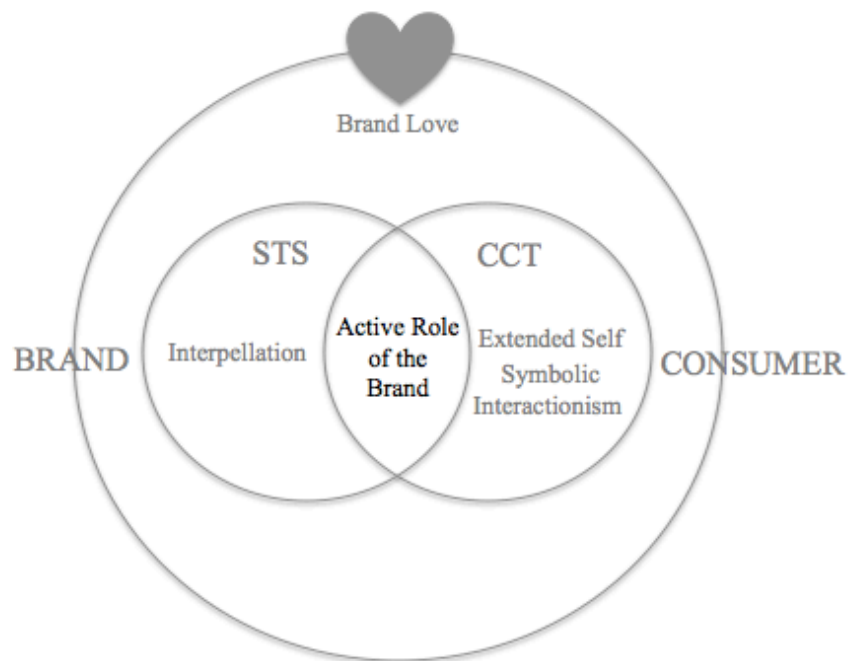 Brand Love
STS
CCT
BRAND
Interpellation
Active Role
of the
Brand
Extended Self
Symbolic
Interactionism
CONSUMER